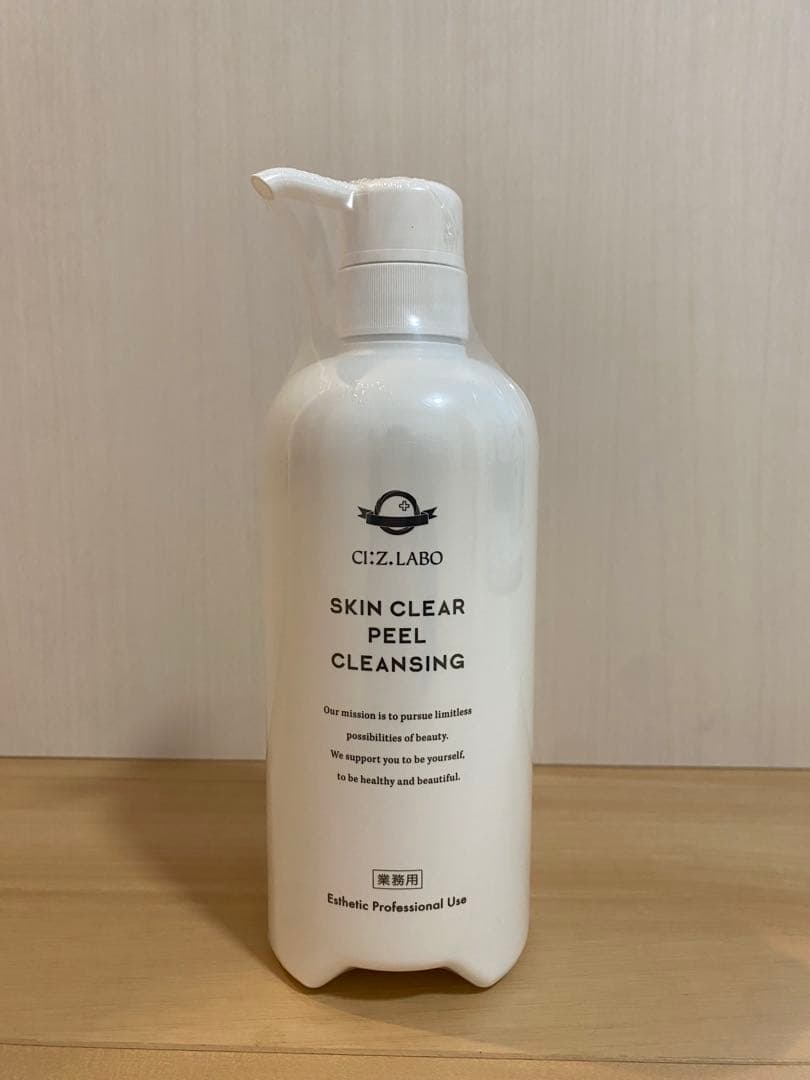 CI:Z.LABO
SKIN CLEAR
PEEL
CLEANSING
Our mission is to pursue limitless
possibilities of beauty.
We support you to be yourself,
to be healthy and beautiful.
業務用
Esthetic Professional Use